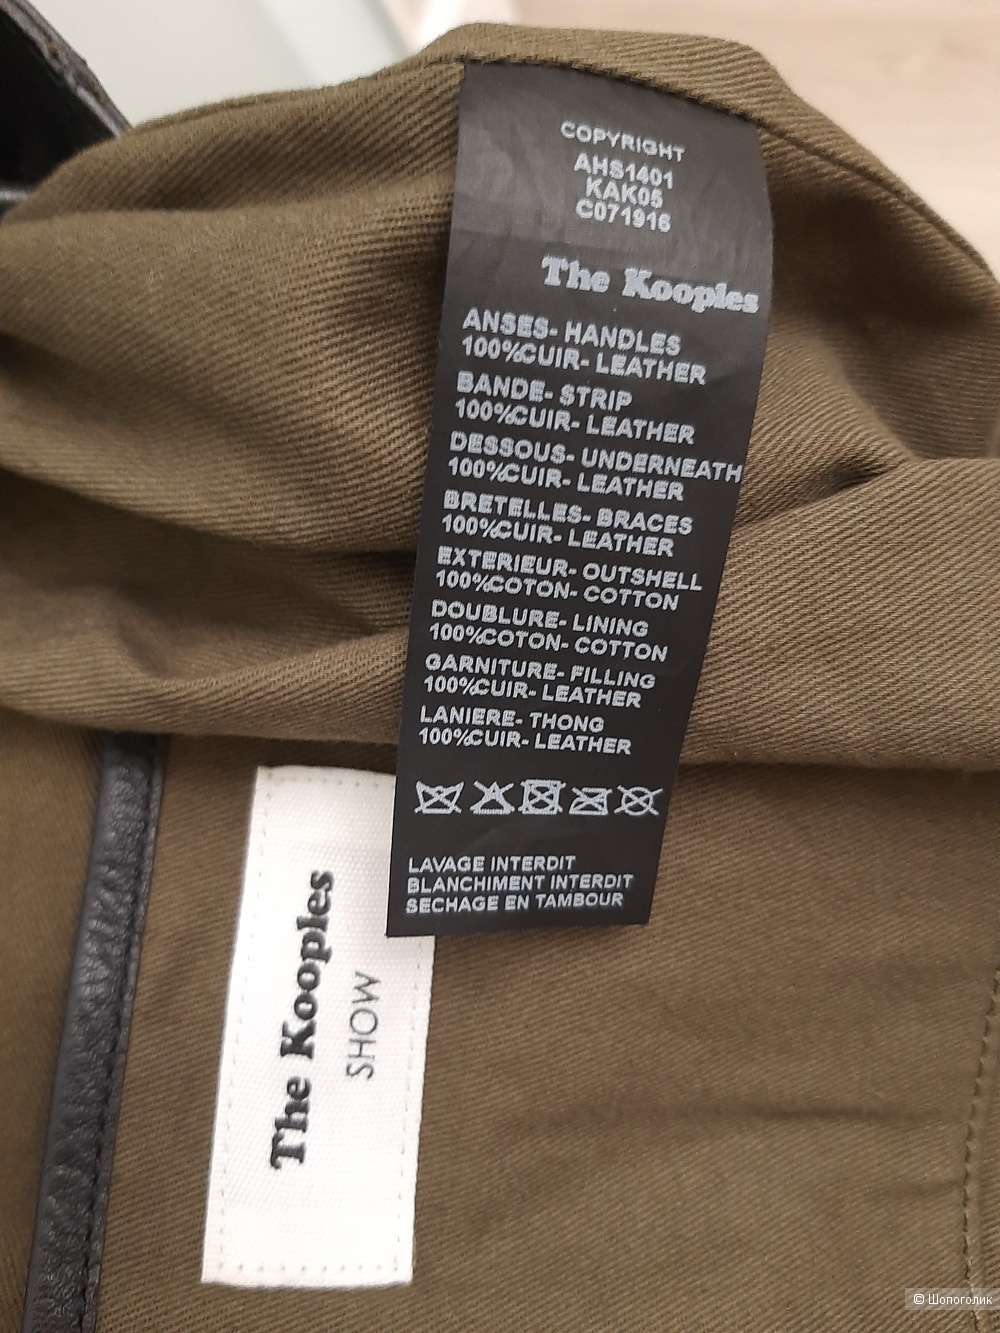 COPYRIGHT
AHS1401
KAK05
C071916
The Kooples
ANSES- HANDLES
100%CUIR- LEATHER
BANDE- STRIP
100%CUIR- LEATHER
DESSOUS- UNDERNEATH
100%CUIR- LEATHER
BRETELLES- BRACES
100%CUIR- LEATHER
EXTERIEUR- OUTSHELL
100%COTON- COTTON
DOUBLURE- LINING
100%COTON- COTTON
GARNITURE- FILLING
100%CUIR- LEATHER
LANIERE- THONG
100%CUIR- LEATHER
LAVAGE INTERDIT
BLANCHIMENT INTERDIT
SECHAGE EN TAMBOUR
The Kooples
SHOW
© Шопоголик